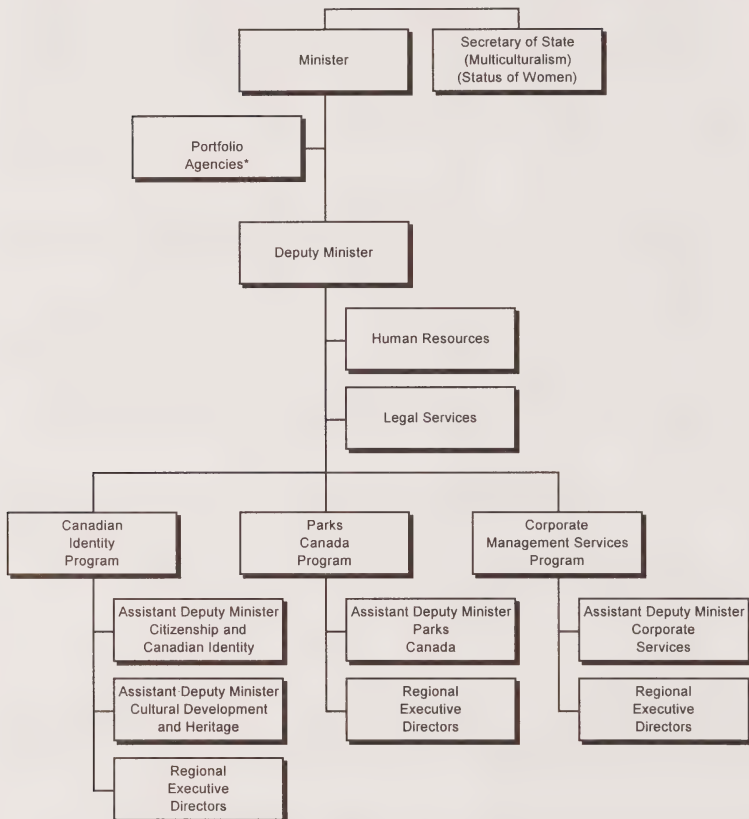 Minister
Secretary of State
(Multiculturalism)
(Status of Women)
Portfolio
Agencies*
Deputy Minister
Human Resources
Legal Services
Canadian
Identity
Program
Parks
Canada
Program
Corporate
Management Services
Program
Assistant Deputy Minister
Citizenship and
Canadian Identity
Assistant Deputy Minister
Cultural Development
and Heritage
Regional
Executive
Directors
Assistant Deputy Minister
Parks
Canada
Regional
Executive
Directors
Assistant Deputy Minister
Corporate
Services
Regional
Executive
Directors